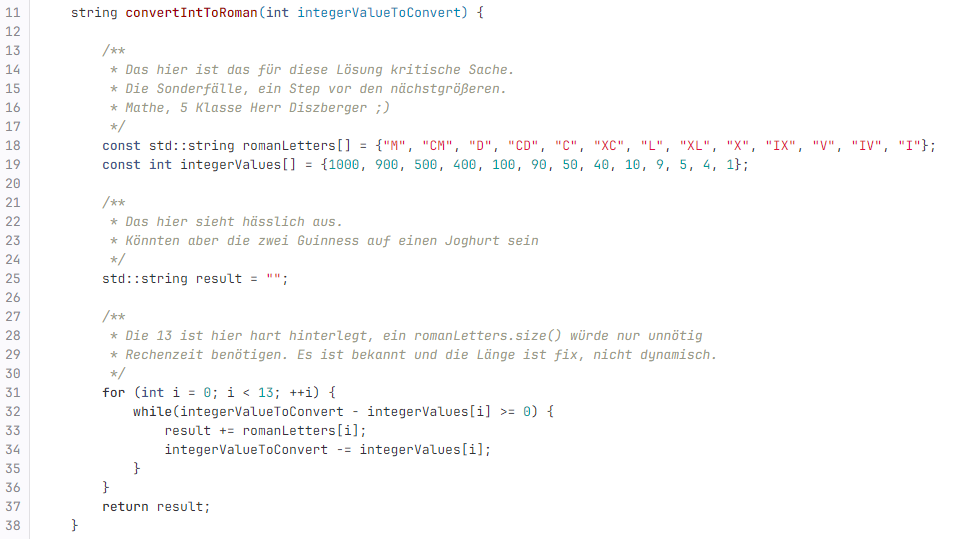 11 string convertIntToRoman(int integerValueToConvert) {
12
13 /**
14 * Das hier ist das für diese Lösung kritische Sache.
15 * Die Sonderfälle, ein Step vor den nächstgrößeren.
16 * Mathe, 5 Klasse Herr Diszberger ;)
17 */
18 const std::string romanLetters[] = {"M", "CM", "D", "CD", "C", "XC", "L", "XL", "X", "IX", "V", "IV", "I"};
19 const int integerValues[] = {1000, 900, 500, 400, 100, 90, 50, 40, 10, 9, 5, 4, 1};
20
21 /**
22 * Das hier sieht hässlich aus.
23 * Könnten aber die zwei Guinness auf einen Joghurt sein
24 */
25 std::string result = "";
26
27 /**
28 * Die 13 ist hier hart hinterlegt, ein romanLetters.size() würde nur unnötig
29 * Rechenzeit benötigen. Es ist bekannt und die Länge ist fix, nicht dynamisch.
30 */
31 for (int i = 0; i < 13; ++i) {
32 while(integerValueToConvert - integerValues[i] >= 0) {
33 result += romanLetters[i];
34 integerValueToConvert -= integerValues[i];
35 }
36 }
37 return result;
38 }